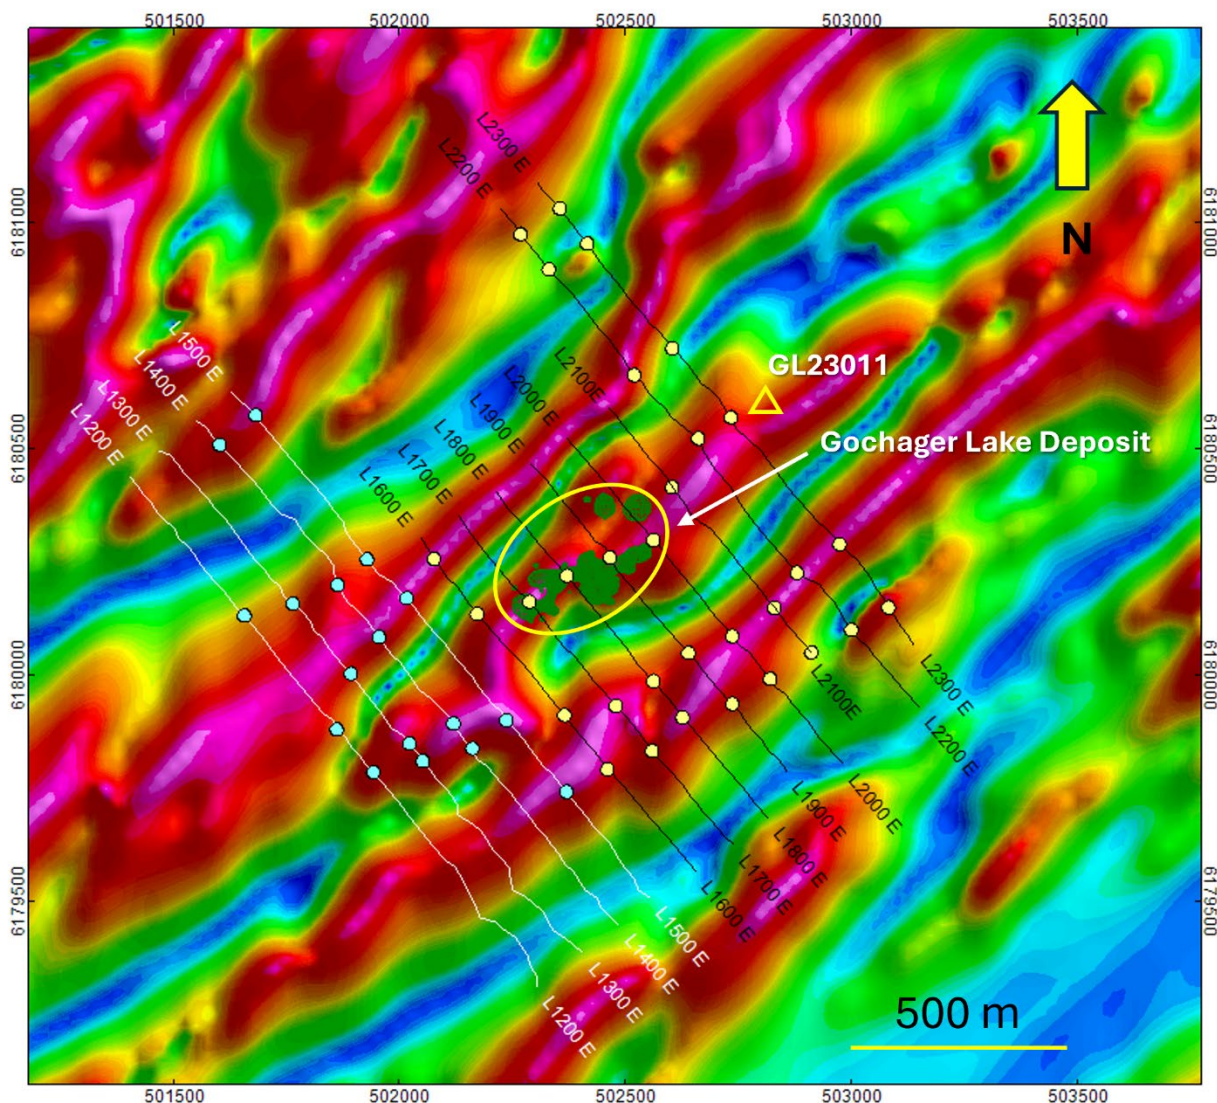 501500 502000 502500 503000 503500
L2300 E
L2200 E
6181000
6181000
N
L1500 E
L1400 E
L1300 E
L1200 E
L2100E
L2000 E
L1900 E
L1800 E
L1700 E
L1600 E
GL23011
Gochager Lake Deposit
6180500
6180500
6180000
6180000
L2300 E
L2100E
L2200 E
L2000 E
L1900 E
L1800 E
L1700 E
L1600 E
6179500
6179500
L1500 E
L1400 E
L1300 E
L1200 E
500 m
501500 502000 502500 503000 503500